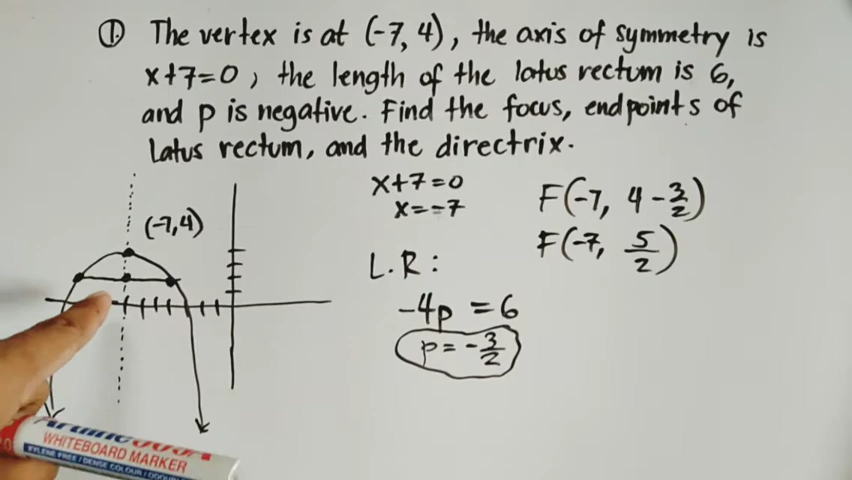 ① The vertex is at (-7, 4), the axis of symmetry is
x+7=0, the length of the latus rectum is 6,
and p is negative. Find the focus, endpoints of
Latus rectum, and the directrix.
(-7,4)
x+7=0
x=-7
L.R:
-4p = 6
p = -3/2
F(-7, 4-3/2)
F(-7, 5/2)
WHITEBOARD MARKER